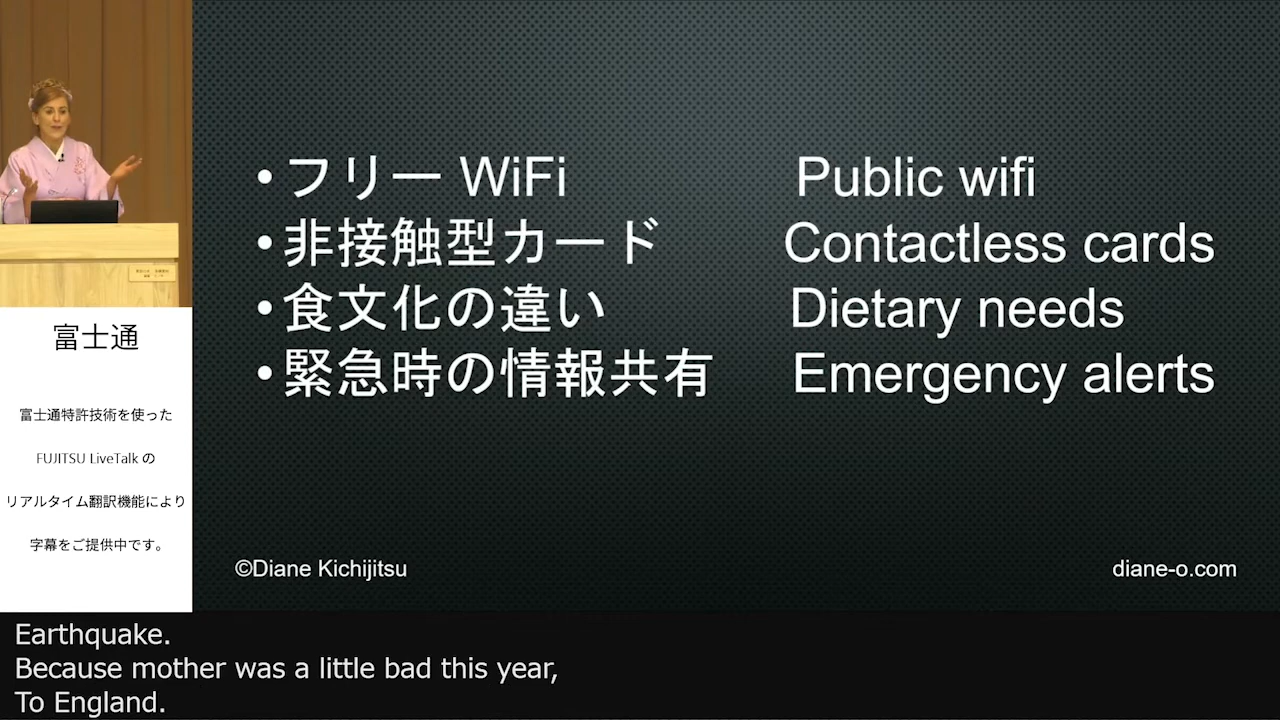 • フリー WiFi Public wifi
• 非接触型カード Contactless cards
• 食文化の違い Dietary needs
• 緊急時の情報共有 Emergency alerts
©Diane Kichijitsu diane-o.com
富士通
富士通特許技術を使った
FUJITSU LiveTalk の
リアルタイム翻訳機能により
字幕をご提供中です。
Earthquake.
Because mother was a little bad this year,
To England.